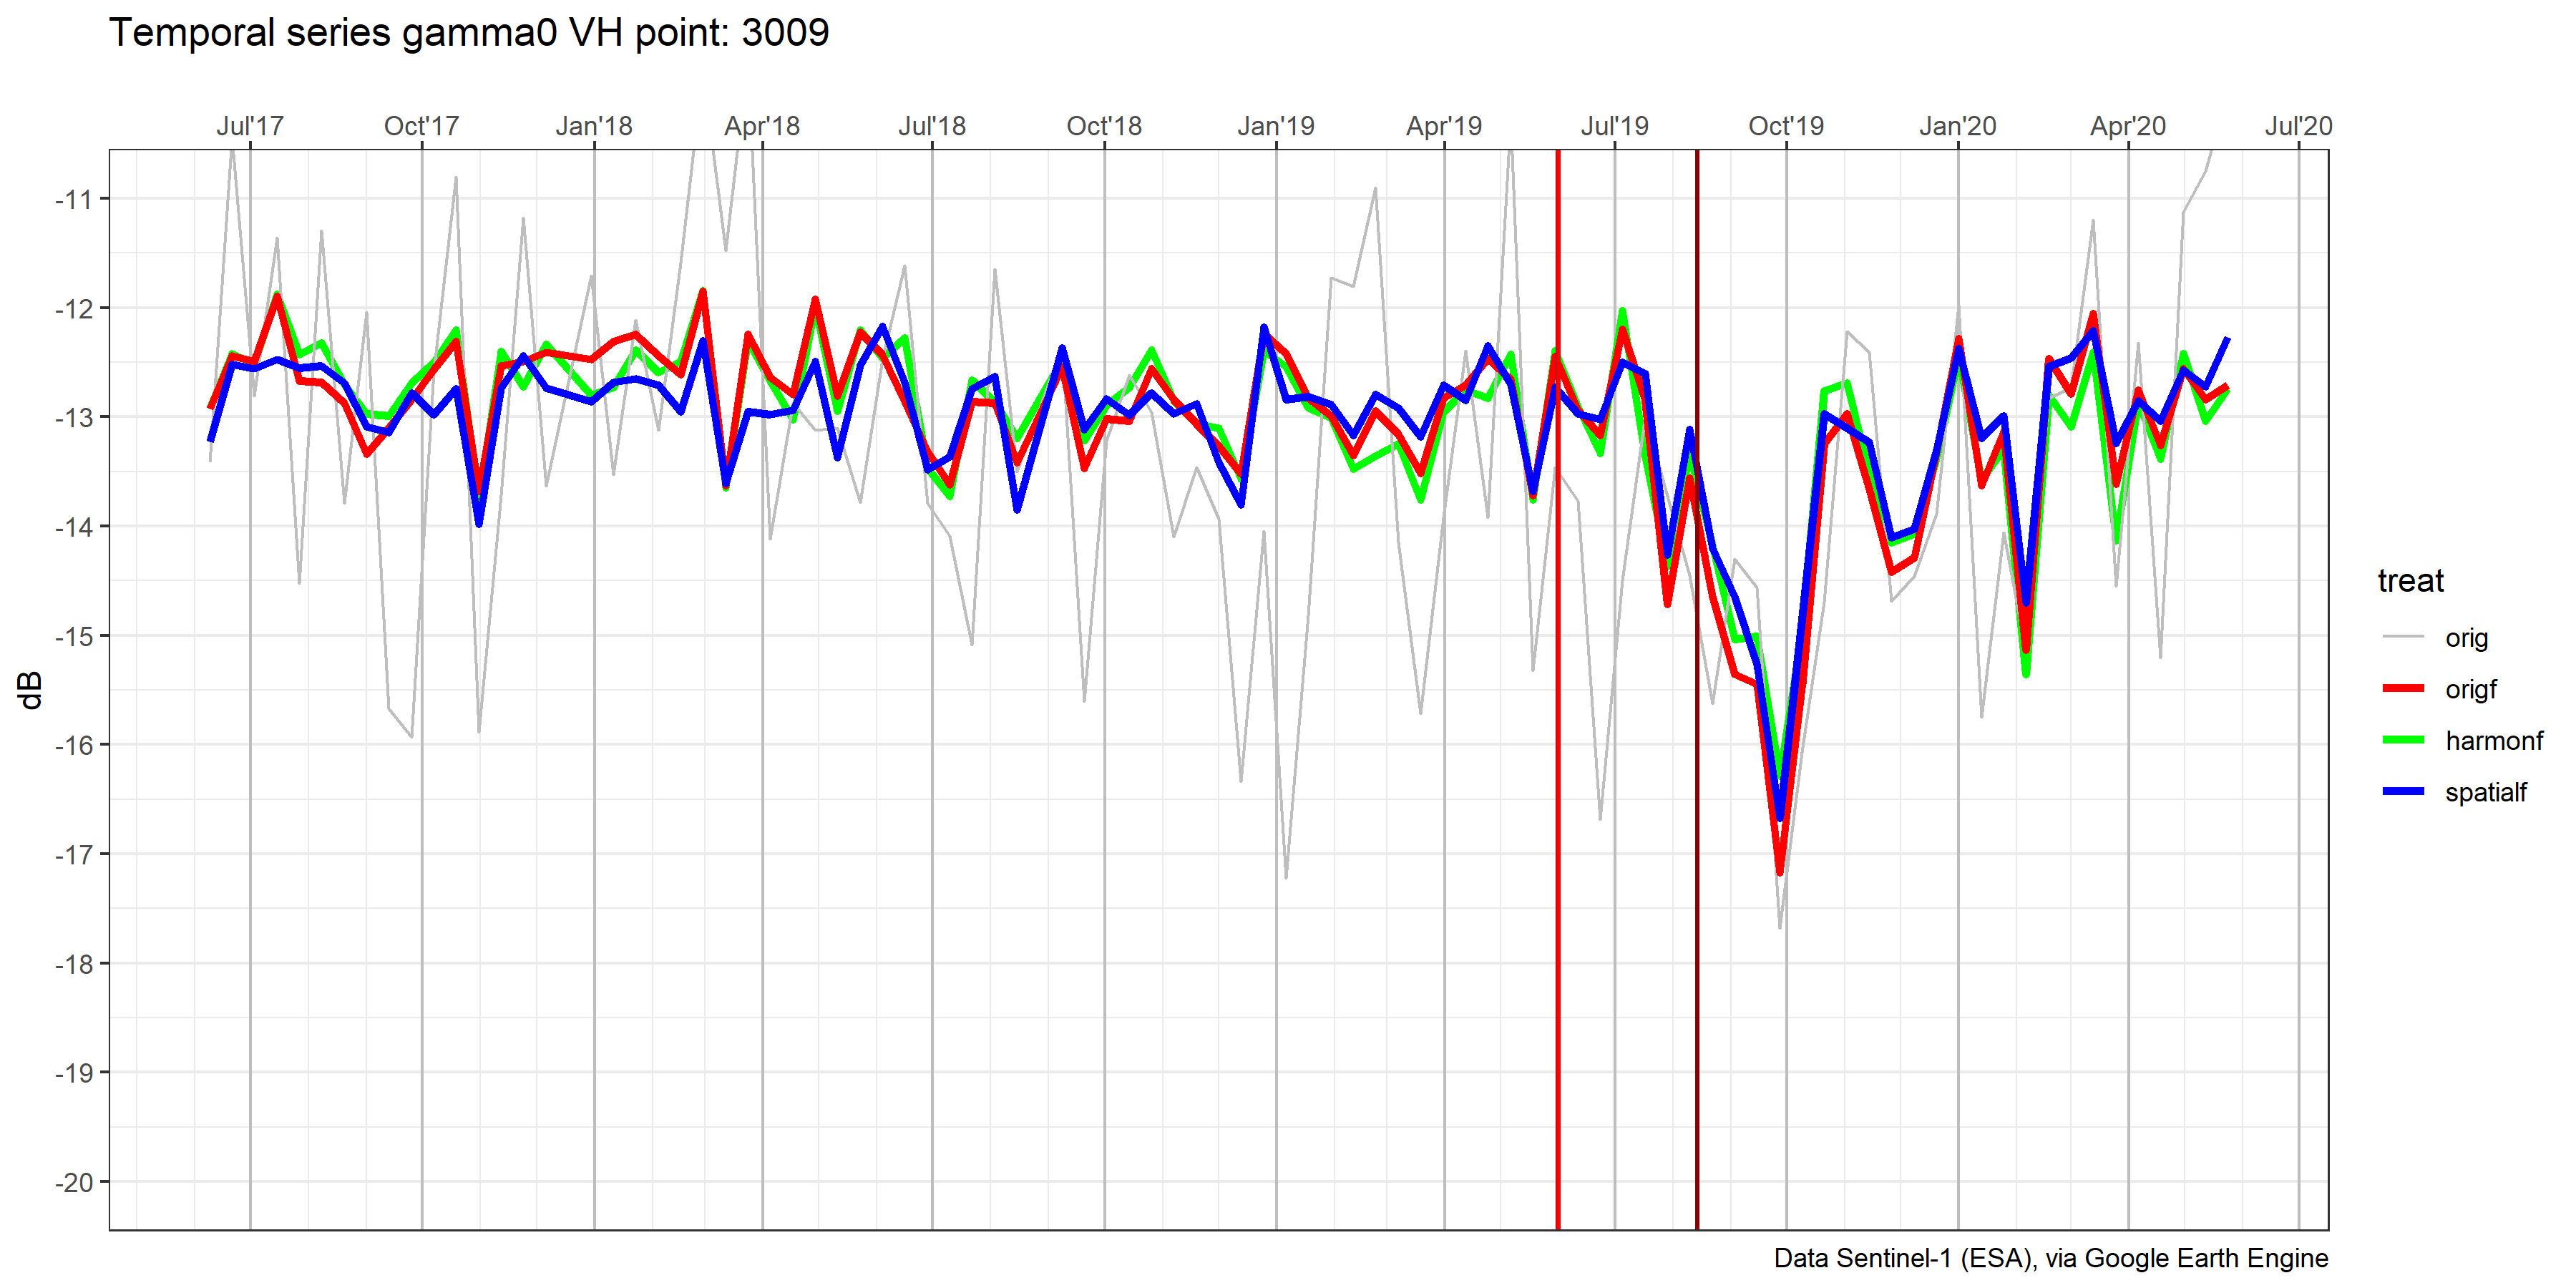 Temporal series gamma0 VH point: 3009
Jul'17 Oct'17 Jan'18 Apr'18 Jul'18 Oct'18 Jan'19 Apr'19 Jul'19 Oct'19 Jan'20 Apr'20 Jul'20
-11
-12
-13
-14
-15
-16
-17
-18
-19
-20
dB
treat
orig
origf
harmonf
spatialf
Data Sentinel-1 (ESA), via Google Earth Engine